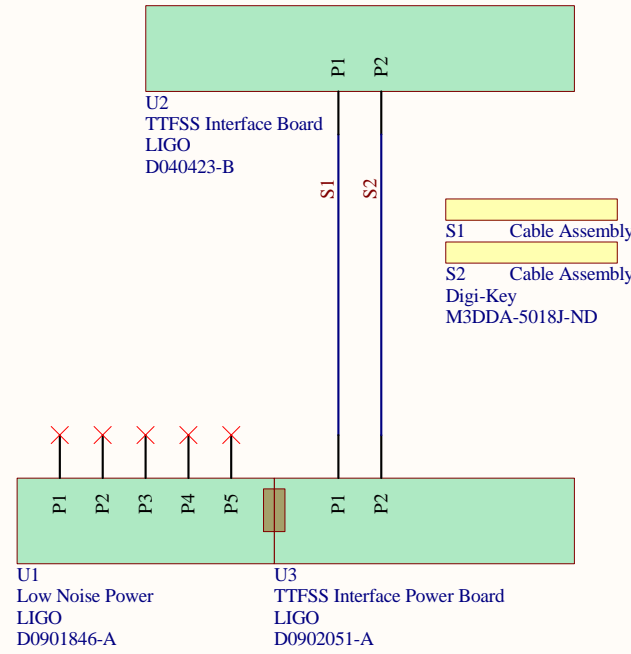 P1 P2
U2
TTFSS Interface Board
LIGO
D040423-B
S1 S2
S1 Cable Assembly
S2 Cable Assembly
Digi-Key
M3DDA-5018J-ND
P1 P2 P3 P4 P5 P1 P2
U1
Low Noise Power
LIGO
D0901846-A
U3
TTFSS Interface Power Board
LIGO
D0902051-A